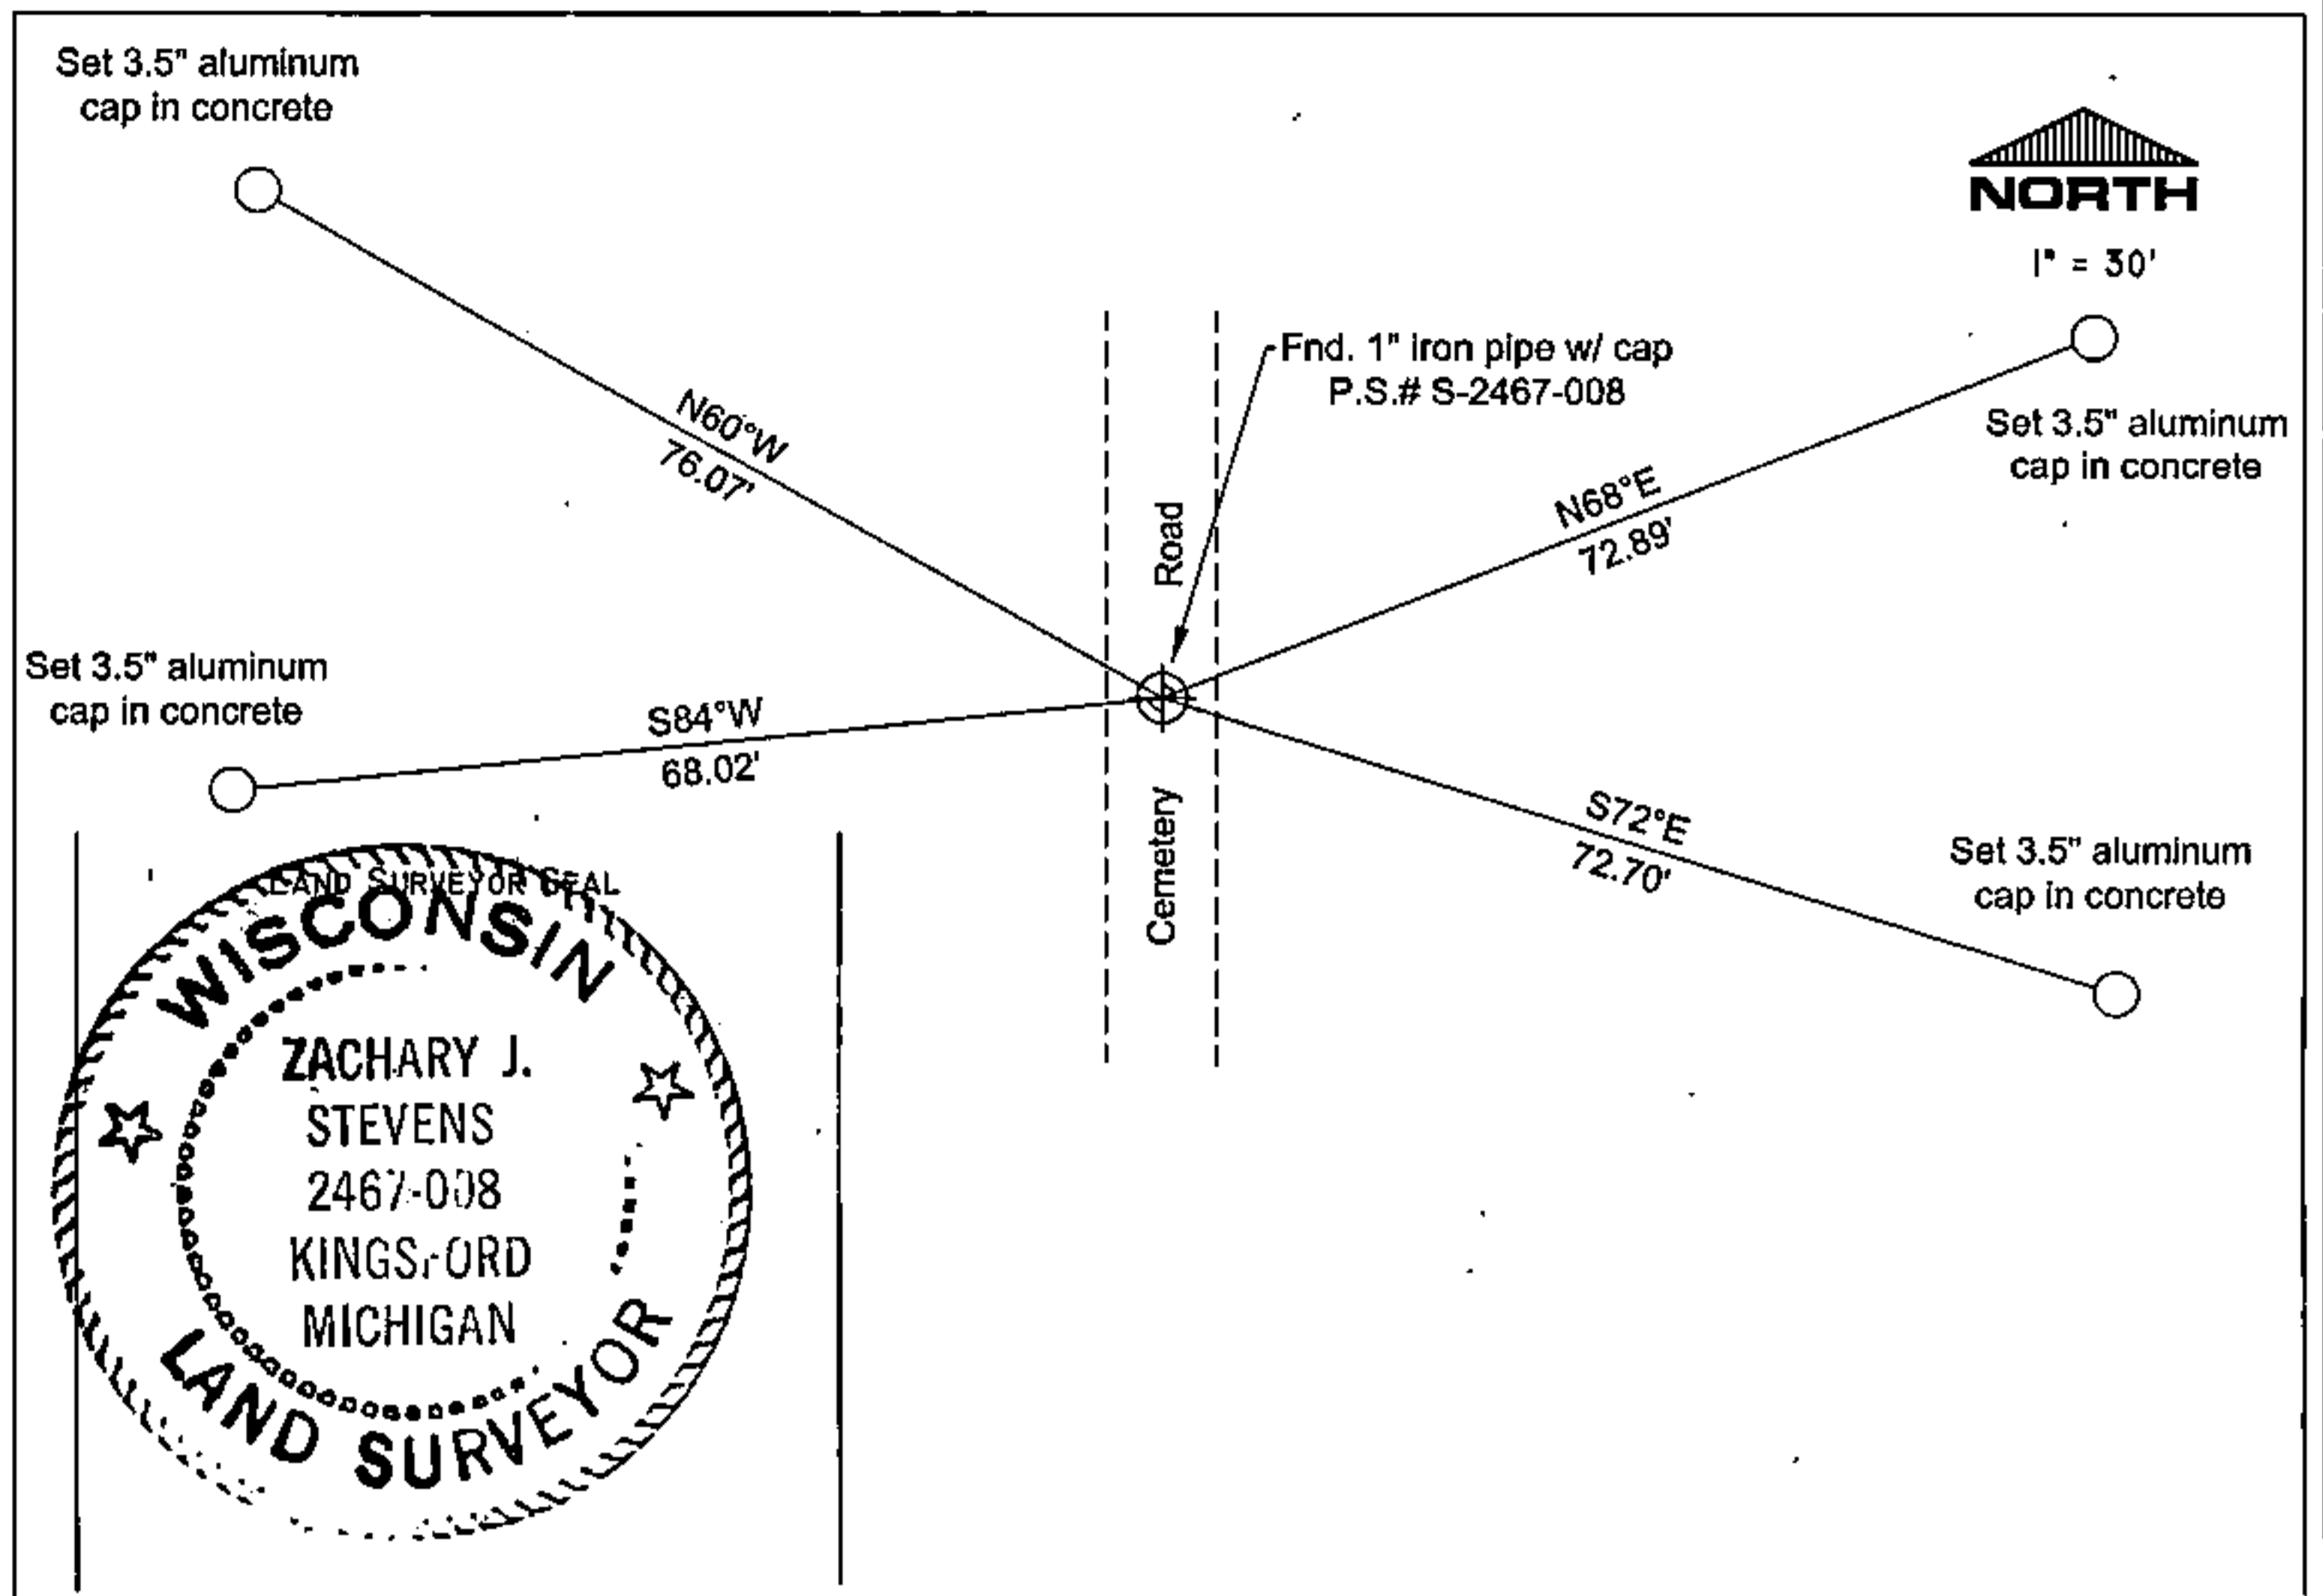 Set 3.5" aluminum
cap in concrete
NORTH
1" = 30'
Fnd. 1" iron pipe w/ cap
P.S.# S-2467-008
Set 3.5" aluminum
cap in concrete
N60°W
76.07'
N68°E
72.89'
Road
Set 3.5" aluminum
cap in concrete
S84°W
68.02'
Cemetery
S72°E
72.70'
Set 3.5" aluminum
cap in concrete
LAND SURVEYOR SEAL
WISCONSIN
ZACHARY J.
STEVENS
2467-008
KINGSFORD
MICHIGAN
LAND SURVEYOR